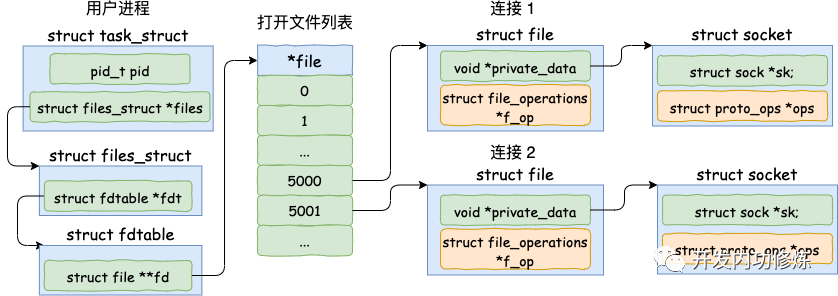 用户进程
struct task_struct
pid_t pid
struct files_struct *files
struct files_struct
struct fdtable *fdt
struct fdtable
struct file **fd
打开文件列表
*file
0
1
...
5000
5001
...
连接 1
struct file
void *private_data
struct file_operations
*f_op
struct socket
struct sock *sk;
struct proto_ops *ops
连接 2
struct file
void *private_data
struct file_operations
*f_op
struct socket
struct sock *sk;
struct proto_ops *ops
开发内功修炼